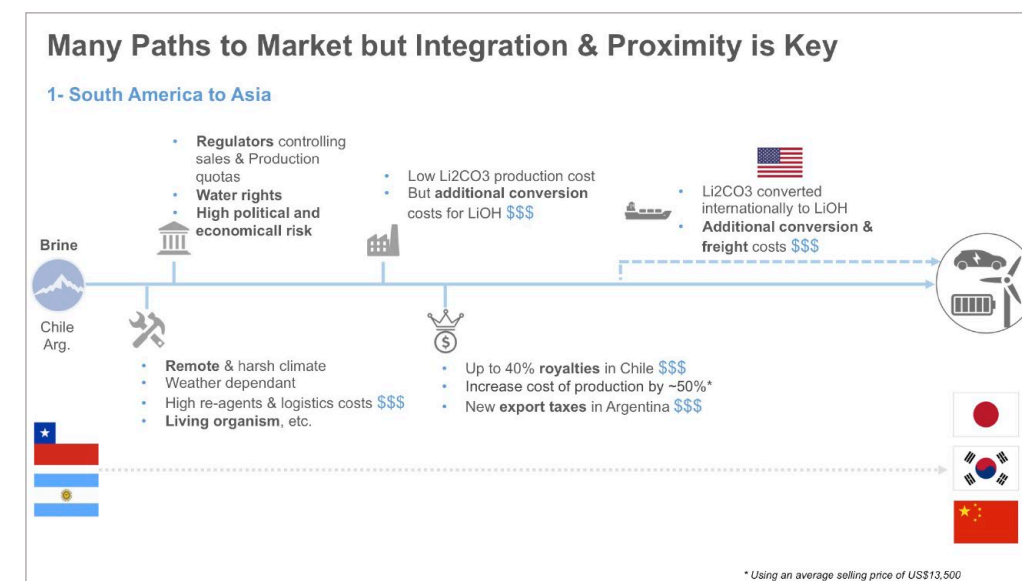 Many Paths to Market but Integration & Proximity is Key
1- South America to Asia
• Regulators controlling
sales & Production
quotas
• Water rights
• High political and
economicall risk
• Low Li2CO3 production cost
• But additional conversion
costs for LiOH $$$
• Li2CO3 converted
internationally to LiOH
• Additional conversion &
freight costs $$$
Brine
Chile
Arg.
• Remote & harsh climate
• Weather dependant
• High re-agents & logistics costs $$$
• Living organism, etc.
$
• Up to 40% royalties in Chile $$$
• Increase cost of production by ~50%*
• New export taxes in Argentina $$$
* Using an average selling price of US$13,500